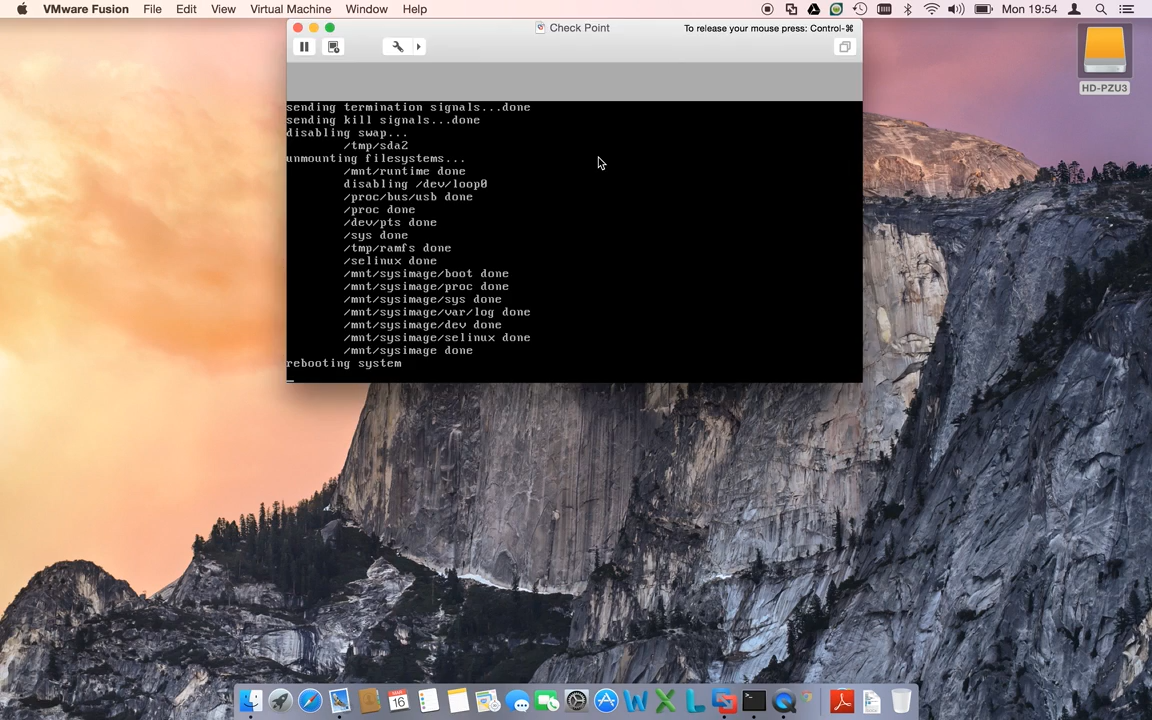 VMware Fusion File Edit View Virtual Machine Window Help Mon 19:54
Check Point To release your mouse press: Control-⌘
HD-PZU3
sending termination signals...done
sending kill signals...done
disabling swap...
/tmp/sda2
unmounting filesystems...
/mnt/runtime done
disabling /dev/loop0
/proc/bus/usb done
/proc done
/dev/pts done
/sys done
/tmp/ramfs done
/selinux done
/mnt/sysimage/boot done
/mnt/sysimage/proc done
/mnt/sysimage/sys done
/mnt/sysimage/var/log done
/mnt/sysimage/dev done
/mnt/sysimage/selinux done
/mnt/sysimage done
rebooting system
16